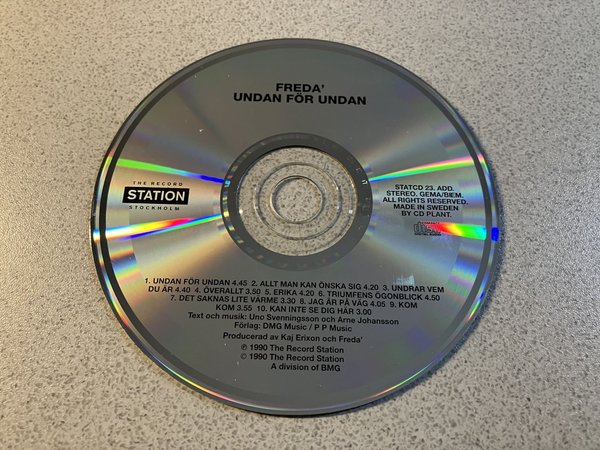 FREDA'
UNDAN FÖR UNDAN
THE RECORD
STATION
STOCKHOLM
STATCD 23. ADD.
STEREO. GEMA/BIEM.
ALL RIGHTS RESERVED.
MADE IN SWEDEN
BY CD PLANT.
COMPACT
disc
DIGITAL AUDIO
1. UNDAN FÖR UNDAN 4.45 2. ALLT MAN KAN ÖNSKA SIG 4.20 3. UNDRAR VEM
DU ÄR 4.40 4. ÖVERALLT 3.50 5. ERIKA 4.20 6. TRIUMFENS ÖGONBLICK 4.50
7. DET SAKNAS LITE VÄRME 3.30 8. JAG ÄR PÅ VÄG 4.05 9. KOM
KOM 3.55 10. KAN INTE SE DIG HÄR 3.00
Text och musik: Uno Svenningsson och Arne Johansson
Förlag: DMG Music / P P Music
Producerad av Kaj Erixon och Freda'
℗ 1990 The Record Station
© 1990 The Record Station
A division of BMG